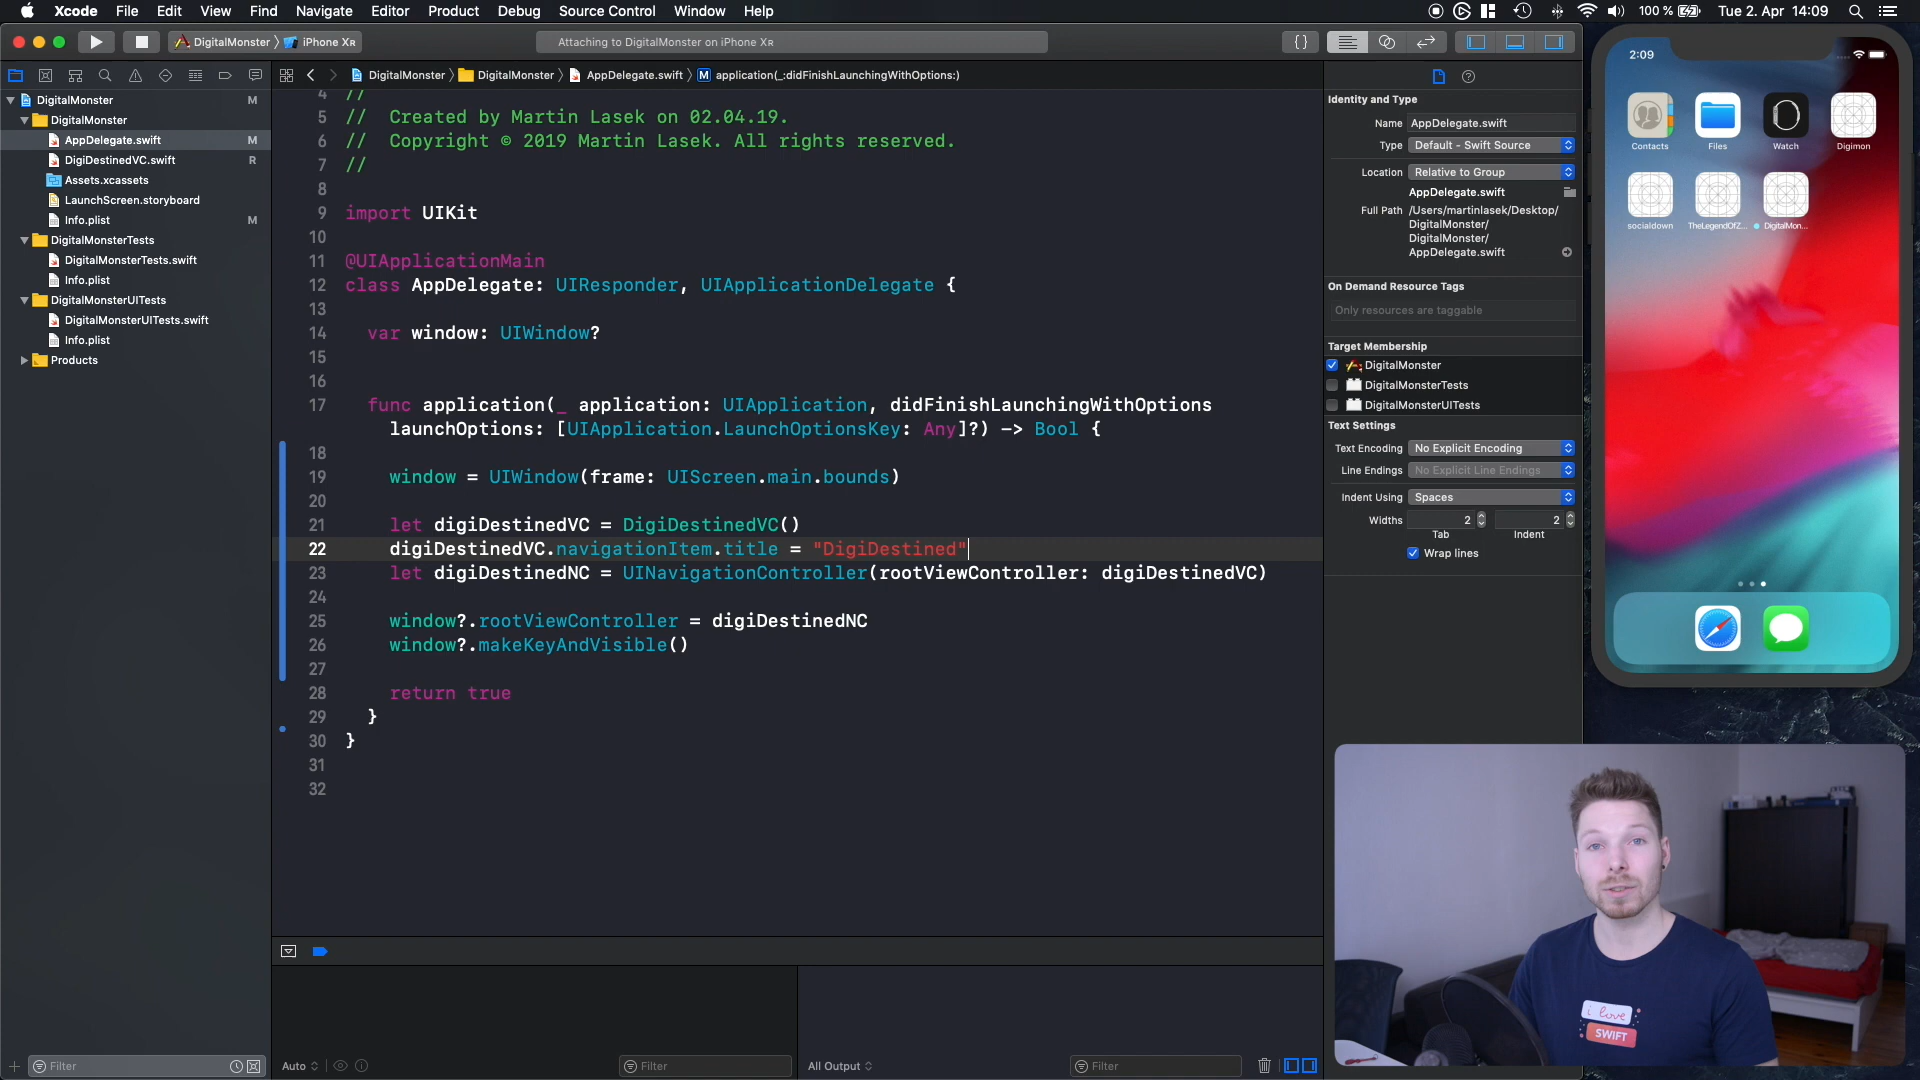 Xcode File Edit View Find Navigate Editor Product Debug Source Control Window Help
100 % Tue 2. Apr 14:09
DigitalMonster iPhone XR
Attaching to DigitalMonster on iPhone XR
DigitalMonster DigitalMonster AppDelegate.swift M application(_:didFinishLaunchingWithOptions:)
DigitalMonster M
DigitalMonster
AppDelegate.swift M
DigiDestinedVC.swift R
Assets.xcassets
LaunchScreen.storyboard
Info.plist M
DigitalMonsterTests
DigitalMonsterTests.swift
Info.plist
DigitalMonsterUITests
DigitalMonsterUITests.swift
Info.plist
Products
Filter
4 //
5 // Created by Martin Lasek on 02.04.19.
6 // Copyright © 2019 Martin Lasek. All rights reserved.
7 //
8
9 import UIKit
10
11 @UIApplicationMain
12 class AppDelegate: UIResponder, UIApplicationDelegate {
13
14 var window: UIWindow?
15
16
17 func application(_ application: UIApplication, didFinishLaunchingWithOptions
launchOptions: [UIApplication.LaunchOptionsKey: Any]?) -> Bool {
18
19 window = UIWindow(frame: UIScreen.main.bounds)
20
21 let digiDestinedVC = DigiDestinedVC()
22 digiDestinedVC.navigationItem.title = "DigiDestined"
23 let digiDestinedNC = UINavigationController(rootViewController: digiDestinedVC)
24
25 window?.rootViewController = digiDestinedNC
26 window?.makeKeyAndVisible()
27
28 return true
29 }
30 }
31
32
Auto
Filter
All Output
Filter
Identity and Type
Name AppDelegate.swift
Type Default - Swift Source
Location Relative to Group
AppDelegate.swift
Full Path /Users/martinlasek/Desktop/
DigitalMonster/
DigitalMonster/
AppDelegate.swift
On Demand Resource Tags
Only resources are taggable
Target Membership
DigitalMonster
DigitalMonsterTests
DigitalMonsterUITests
Text Settings
Text Encoding No Explicit Encoding
Line Endings No Explicit Line Endings
Indent Using Spaces
Widths 2 2
Tab Indent
Wrap lines
2:09
Contacts Files Watch Digimon
socialdown TheLegendOfZ... DigitalMon...
i love
SWIFT